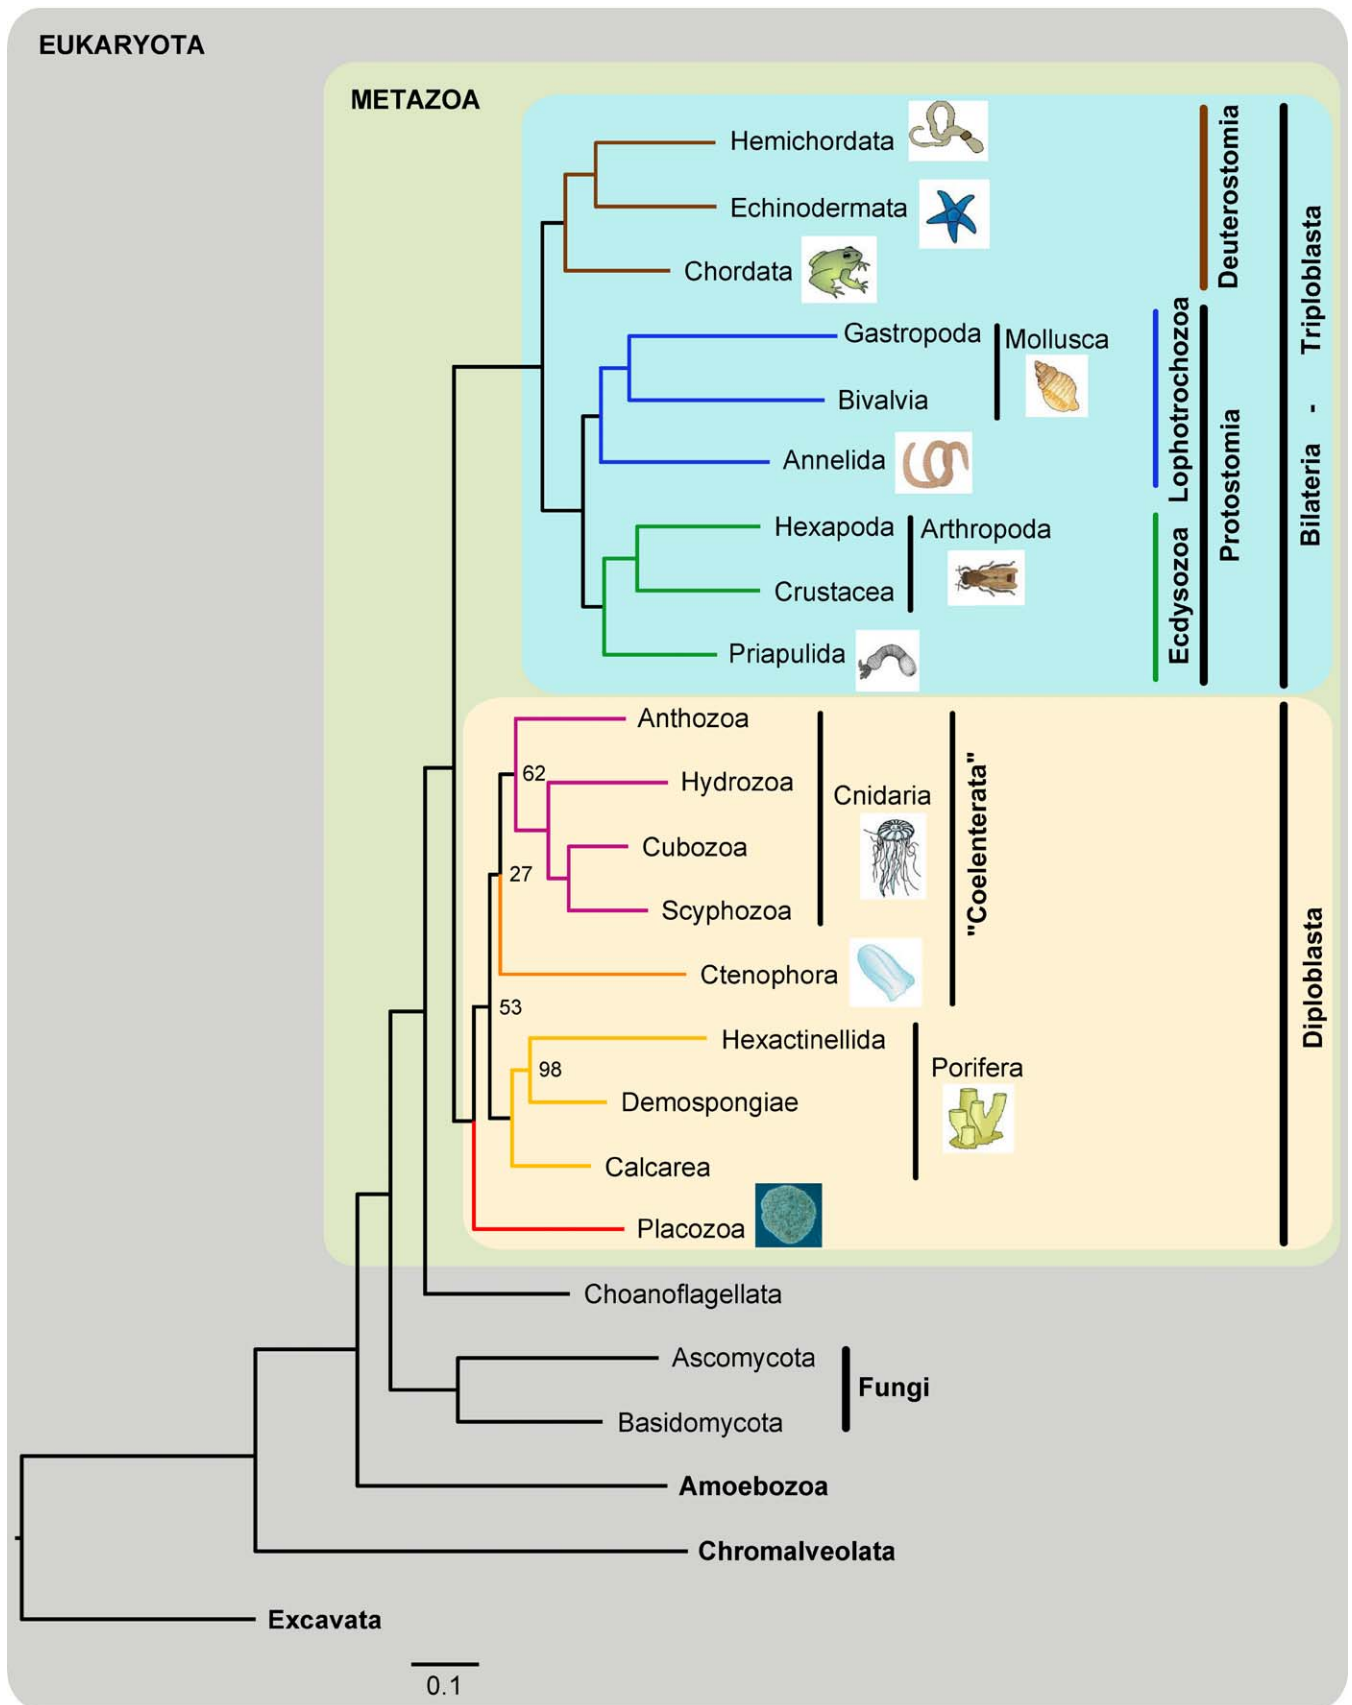 EUKARYOTA
METAZOA
Hemichordata
Echinodermata
Chordata
Deuterostomia
Gastropoda
Mollusca
Bivalvia
Annelida
Lophotrochozoa
Hexapoda
Arthropoda
Crustacea
Priapulida
Ecdysozoa
Protostomia
Bilateria - Triploblasta
Anthozoa
62
Hydrozoa
Cnidaria
Cubozoa
27
Scyphozoa
"Coelenterata"
Ctenophora
53
Hexactinellida
98
Porifera
Demospongiae
Calcarea
Placozoa
Diploblasta
Choanoflagellata
Ascomycota
Fungi
Basidomycota
Amoebozoa
Chromalveolata
Excavata
0.1